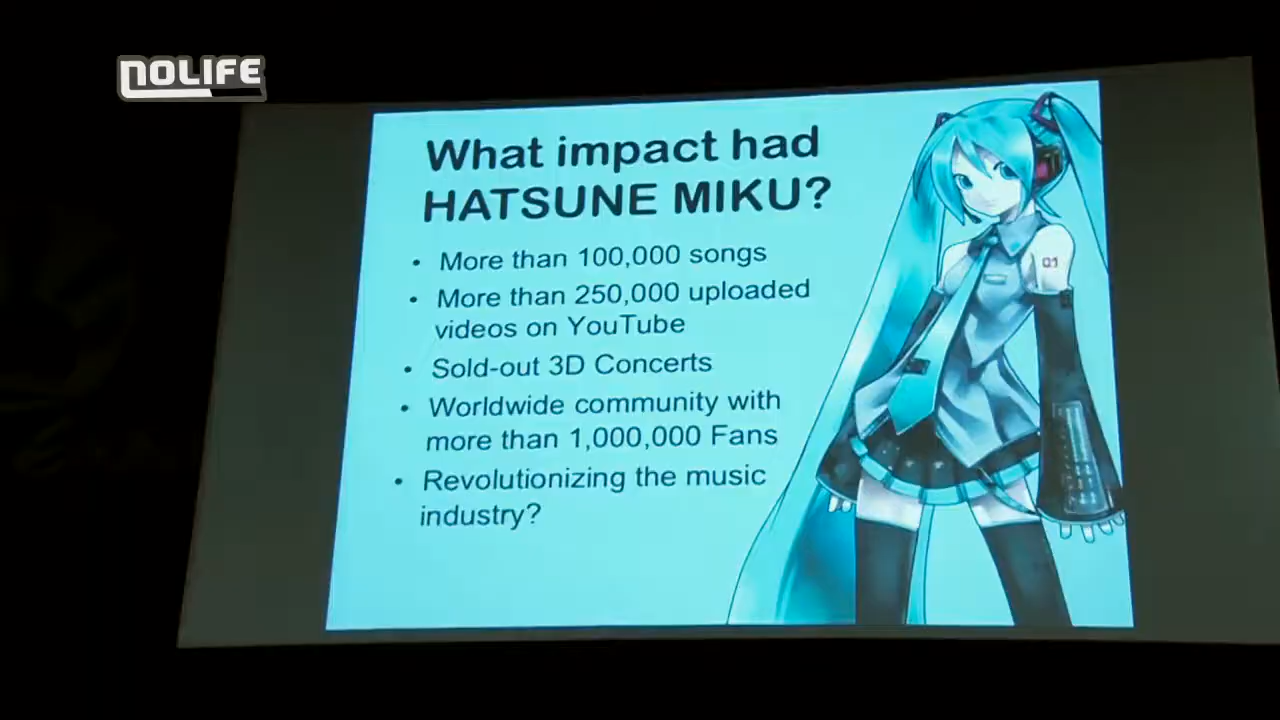 NOLIFE
What impact had
HATSUNE MIKU?
• More than 100,000 songs
• More than 250,000 uploaded
videos on YouTube
• Sold-out 3D Concerts
• Worldwide community with
more than 1,000,000 Fans
• Revolutionizing the music
industry?
01